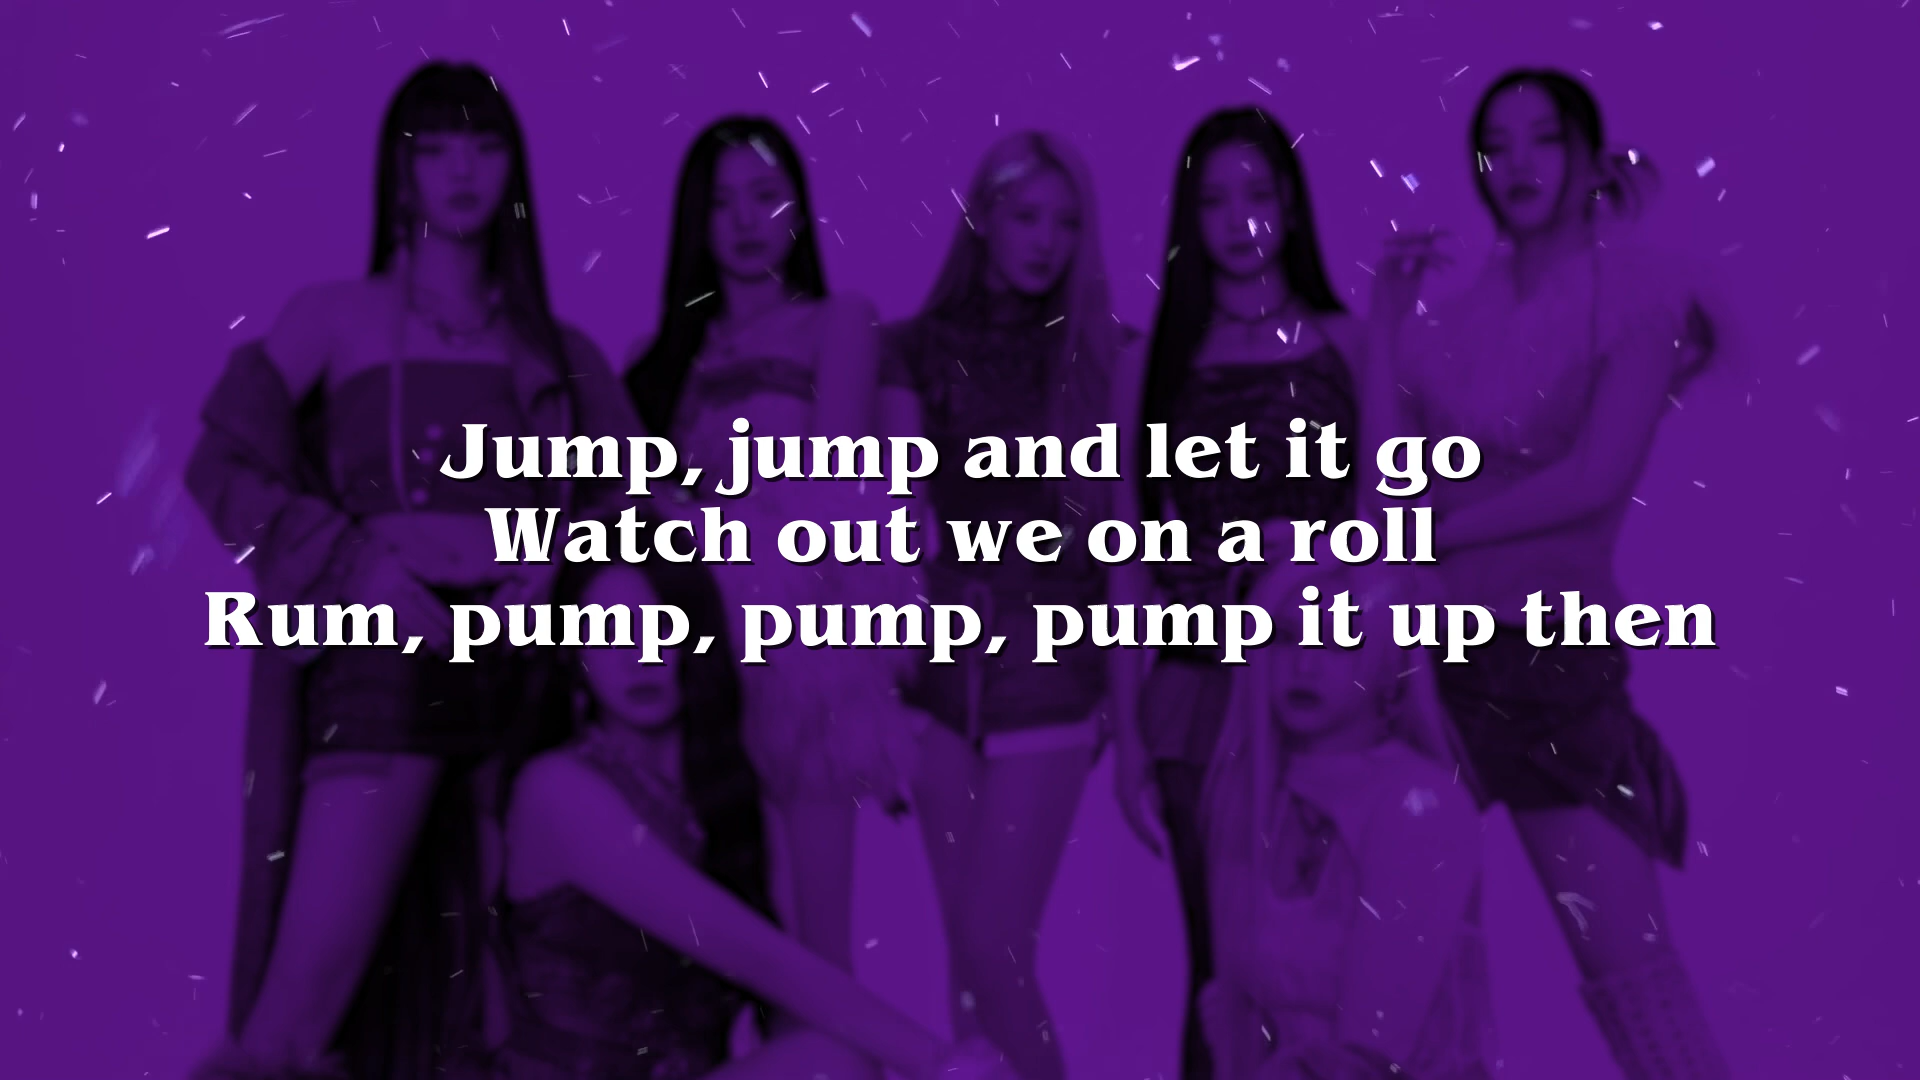 Jump, jump and let it go
Watch out we on a roll
Rum, pump, pump, pump it up then